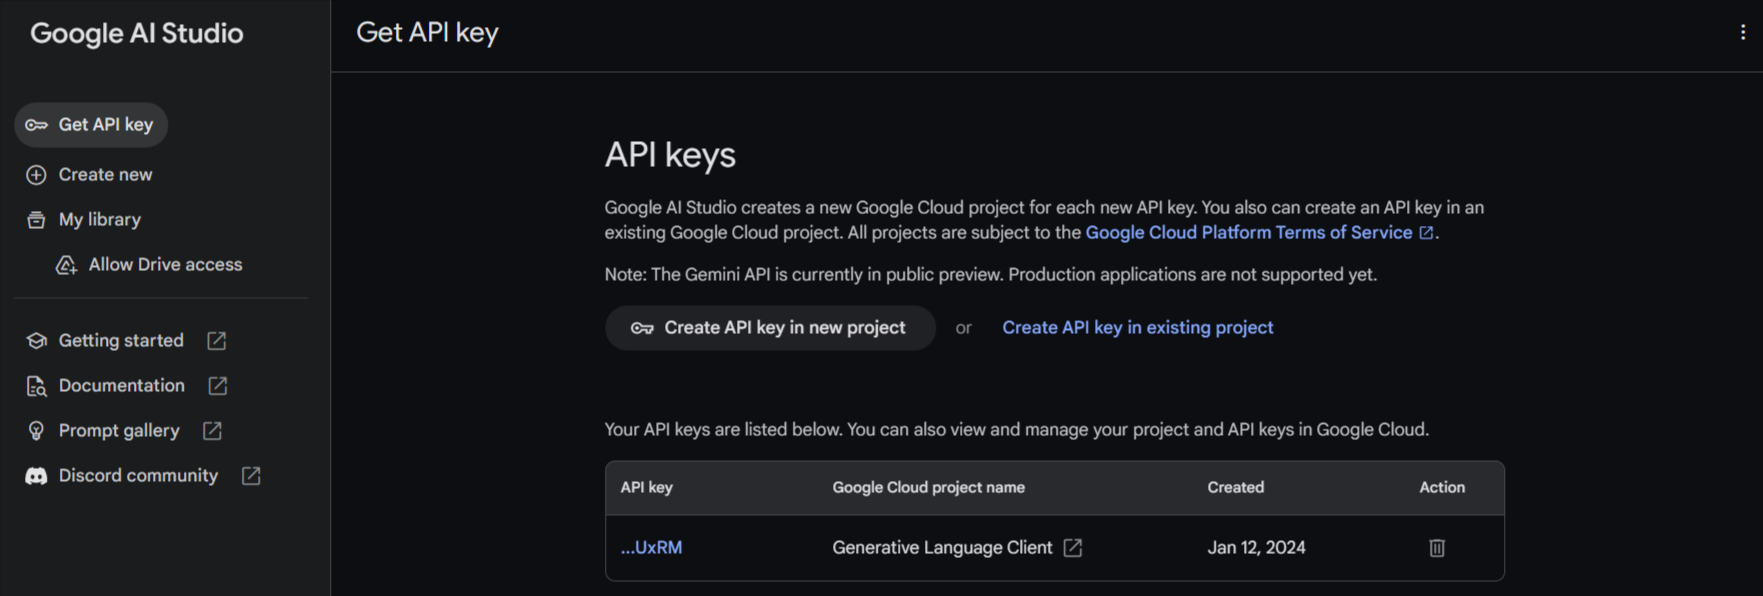 Google AI Studio
Get API key
Create new
My library
Allow Drive access
Getting started
Documentation
Prompt gallery
Discord community
Get API key
API keys
Google AI Studio creates a new Google Cloud project for each new API key. You also can create an API key in an
existing Google Cloud project. All projects are subject to the Google Cloud Platform Terms of Service.
Note: The Gemini API is currently in public preview. Production applications are not supported yet.
Create API key in new project or Create API key in existing project
Your API keys are listed below. You can also view and manage your project and API keys in Google Cloud.
API key Google Cloud project name Created Action
...UxRM Generative Language Client Jan 12, 2024